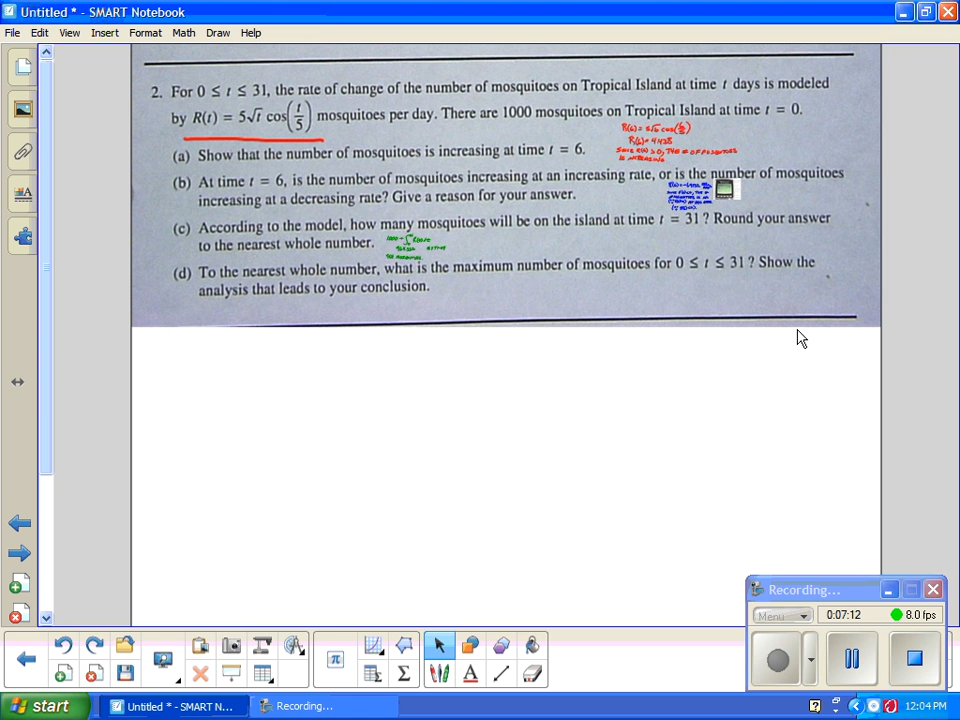 Untitled * - SMART Notebook
File Edit View Insert Format Math Draw Help
2. For 0 ≤ t ≤ 31, the rate of change of the number of mosquitoes on Tropical Island at time t days is modeled
by R(t) = 5√t cos(t/5) mosquitoes per day. There are 1000 mosquitoes on Tropical Island at time t = 0.
(a) Show that the number of mosquitoes is increasing at time t = 6.
(b) At time t = 6, is the number of mosquitoes increasing at an increasing rate, or is the number of mosquitoes
increasing at a decreasing rate? Give a reason for your answer.
(c) According to the model, how many mosquitoes will be on the island at time t = 31? Round your answer
to the nearest whole number.
(d) To the nearest whole number, what is the maximum number of mosquitoes for 0 ≤ t ≤ 31? Show the
analysis that leads to your conclusion.
Recording...
Menu
0:07:12
8.0 fps
start
Untitled * - SMART N...
Recording...
12:04 PM